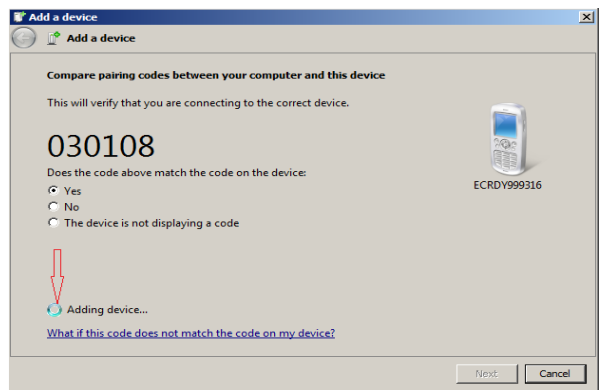 Add a device
Add a device
Compare pairing codes between your computer and this device
This will verify that you are connecting to the correct device.
030108
Does the code above match the code on the device:
Yes
No
The device is not displaying a code
ECRDY999316
Adding device...
What if this code does not match the code on my device?
Next
Cancel